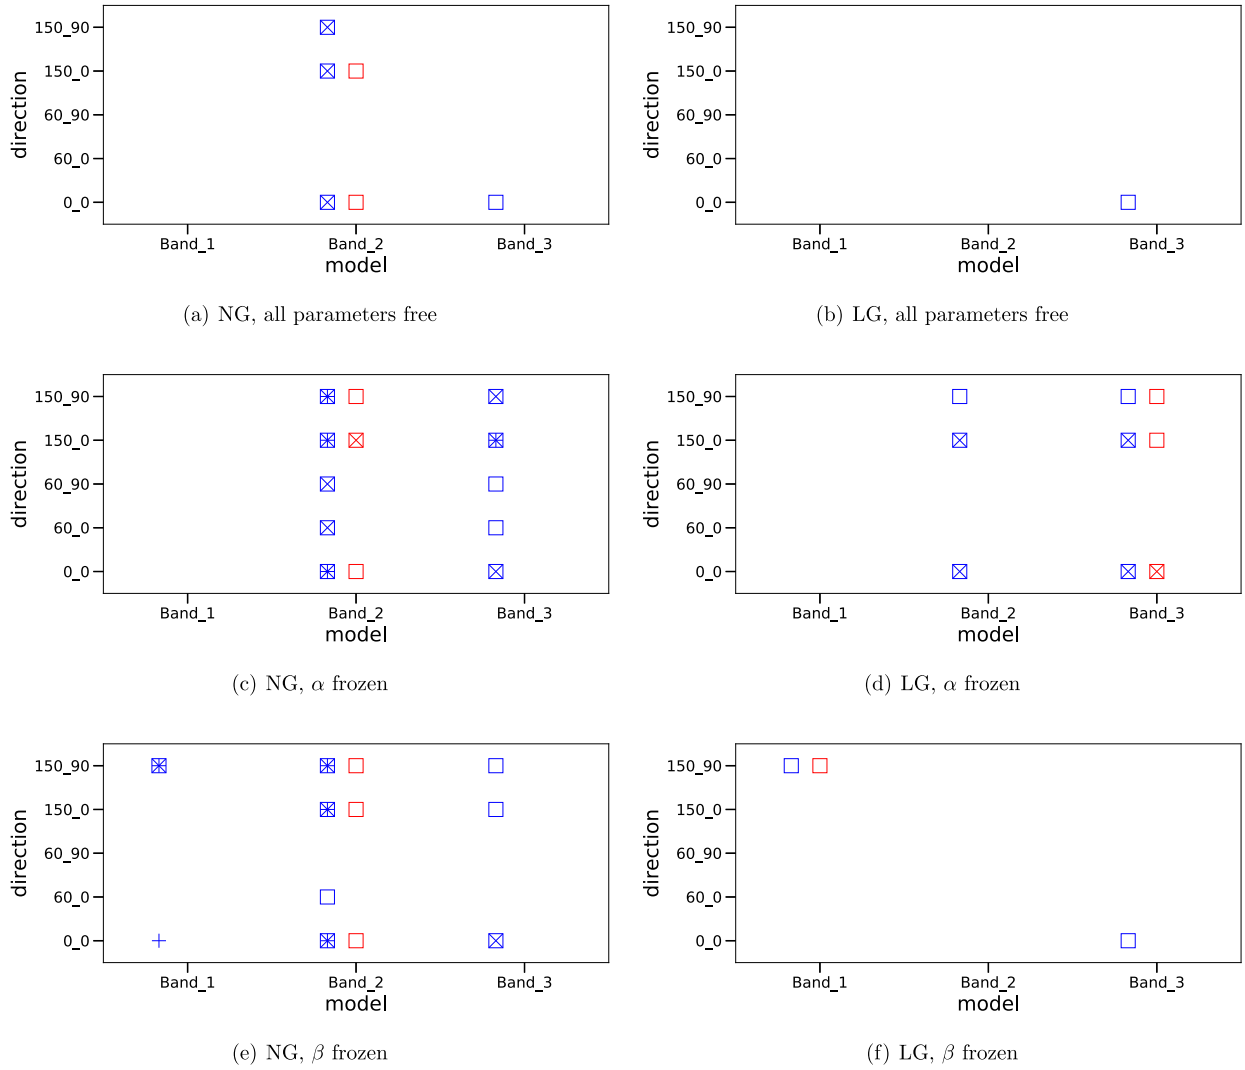 direction
150_90
150_0
60_90
60_0
0_0
Band_1 Band_2 Band_3
model
(a) NG, all parameters free
direction
150_90
150_0
60_90
60_0
0_0
Band_1 Band_2 Band_3
model
(b) LG, all parameters free
direction
150_90
150_0
60_90
60_0
0_0
Band_1 Band_2 Band_3
model
(c) NG, α frozen
direction
150_90
150_0
60_90
60_0
0_0
Band_1 Band_2 Band_3
model
(d) LG, α frozen
direction
150_90
150_0
60_90
60_0
0_0
Band_1 Band_2 Band_3
model
(e) NG, β frozen
direction
150_90
150_0
60_90
60_0
0_0
Band_1 Band_2 Band_3
model
(f) LG, β frozen